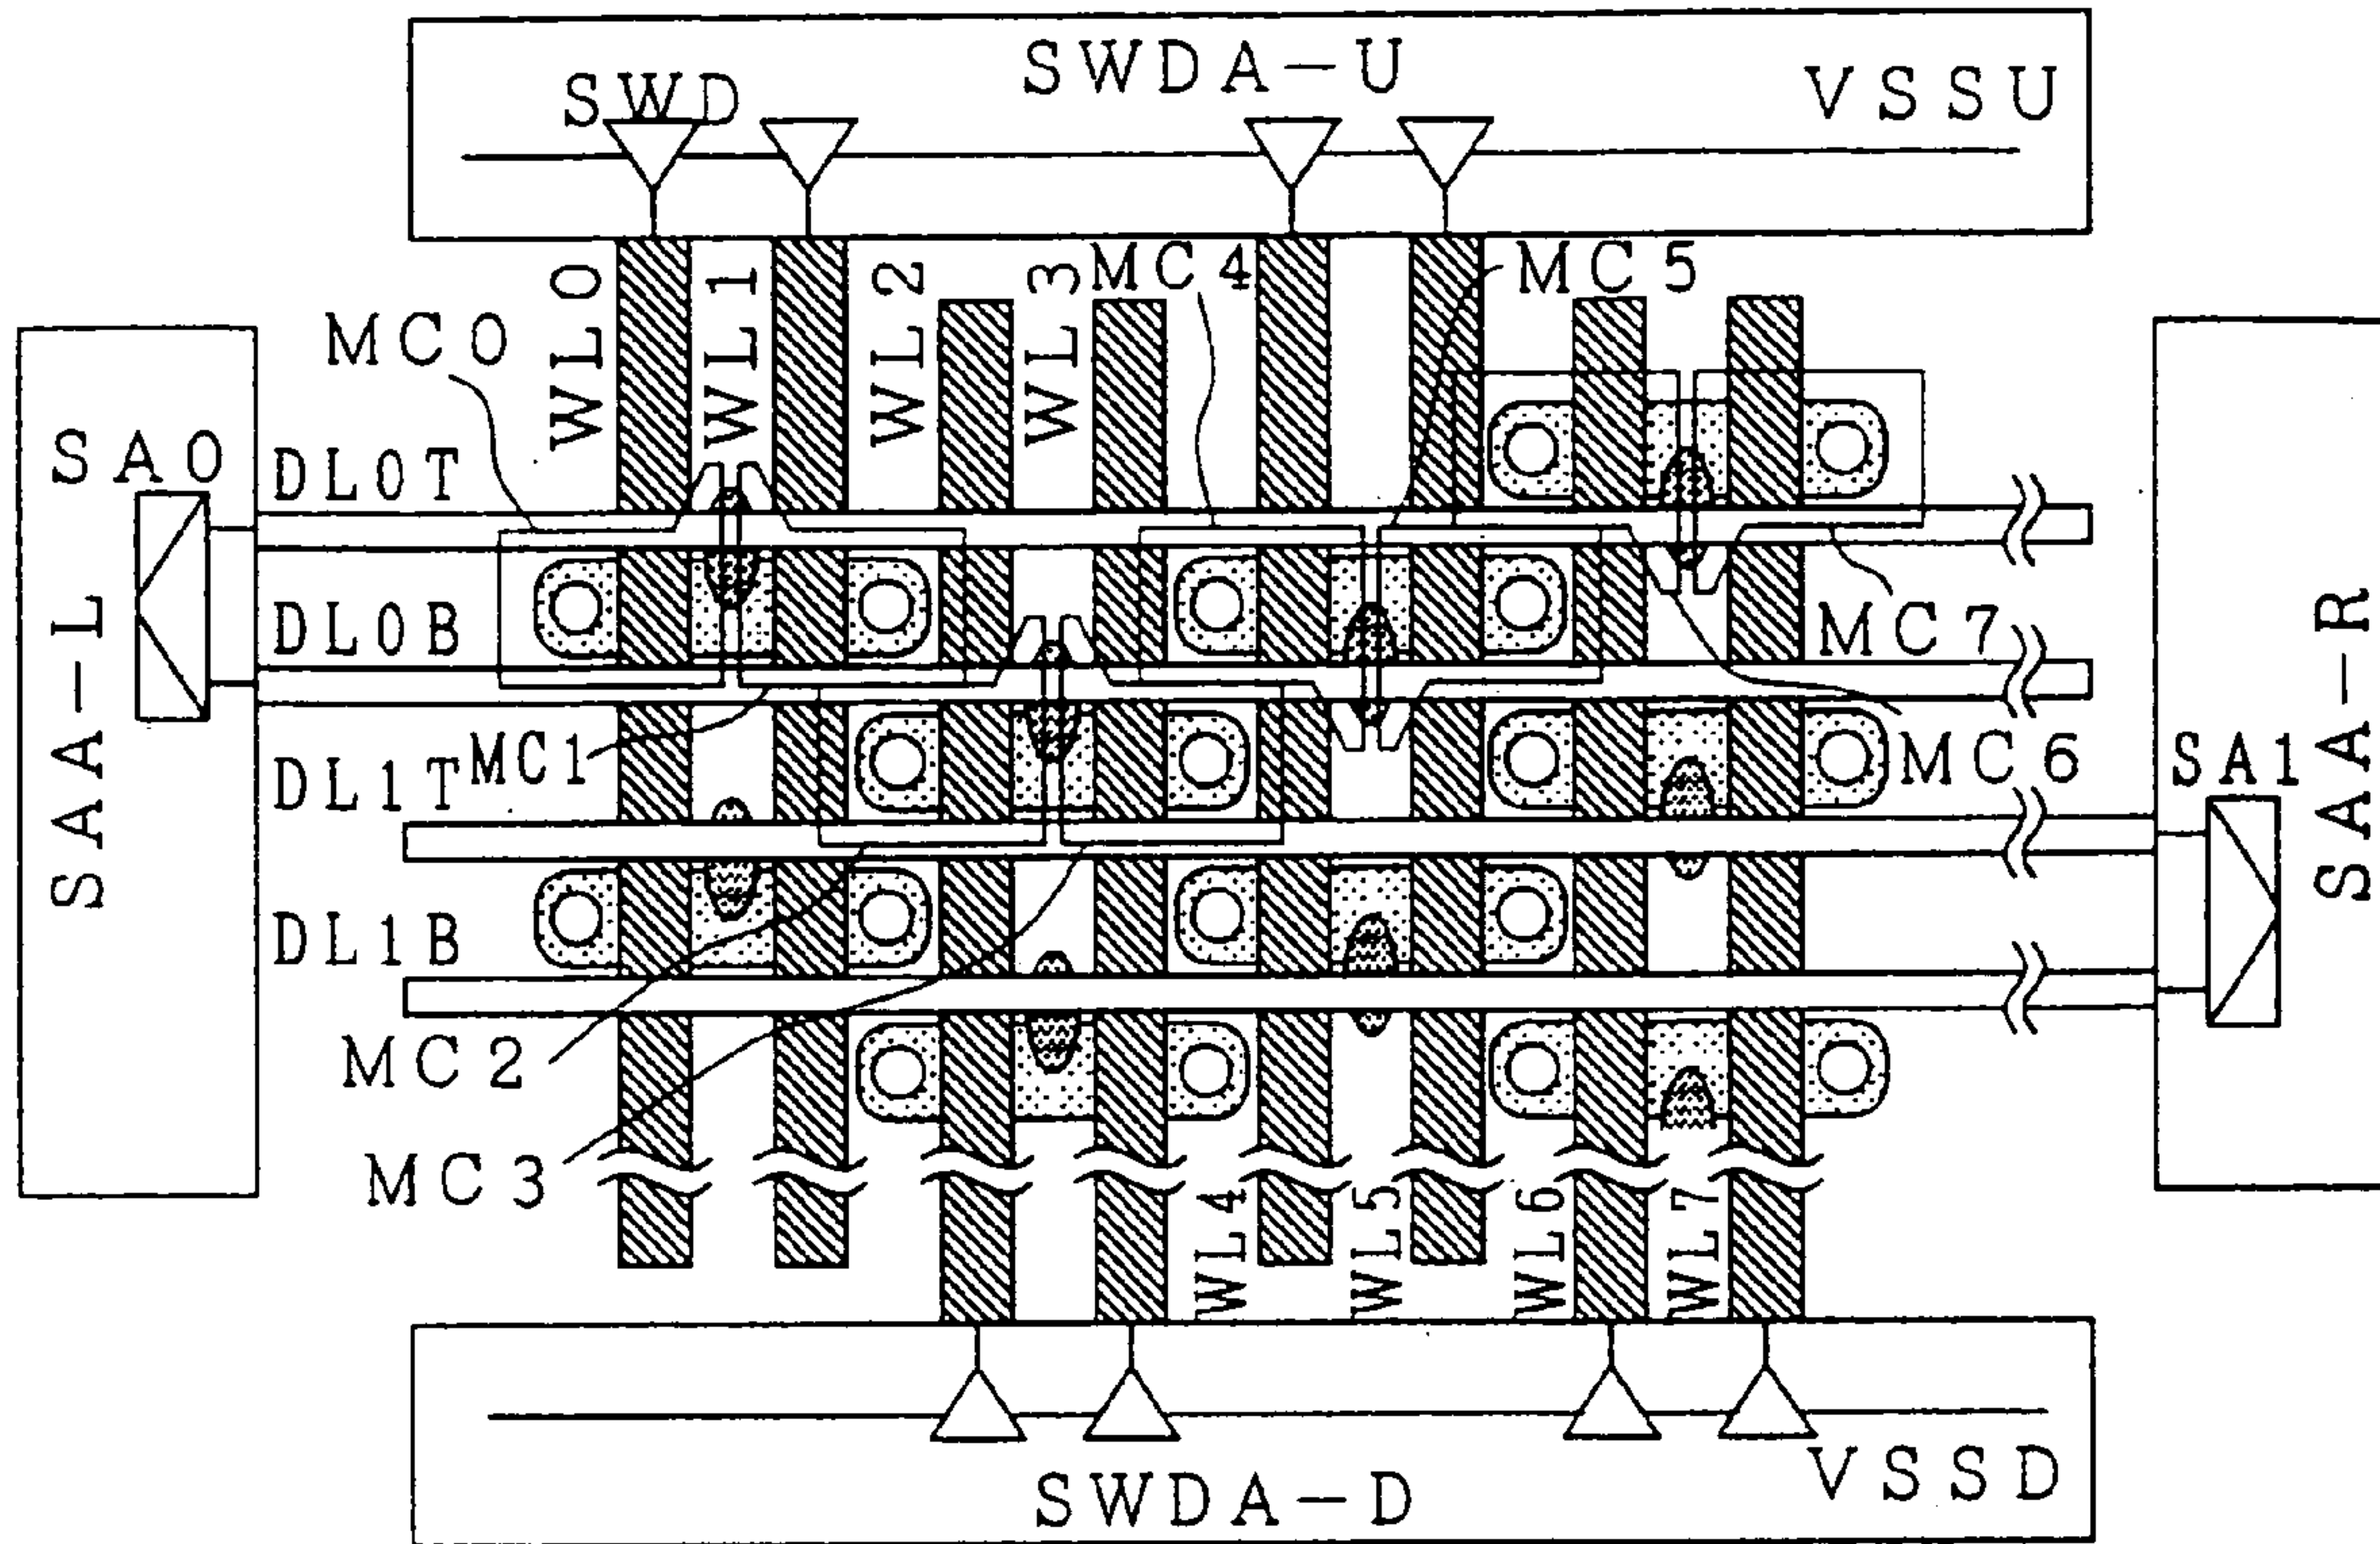 SWDA-U
SWD
VSSU
WL0
WL1
WL2
WL3
MC4
MC5
MC0
SA0
DL0T
SAA-L
DL0B
MC7
SAA-R
DL1T
MC1
MC6
SA1
DL1B
MC2
MC3
WL4
WL5
WL6
WL7
VSSD
SWDA-D